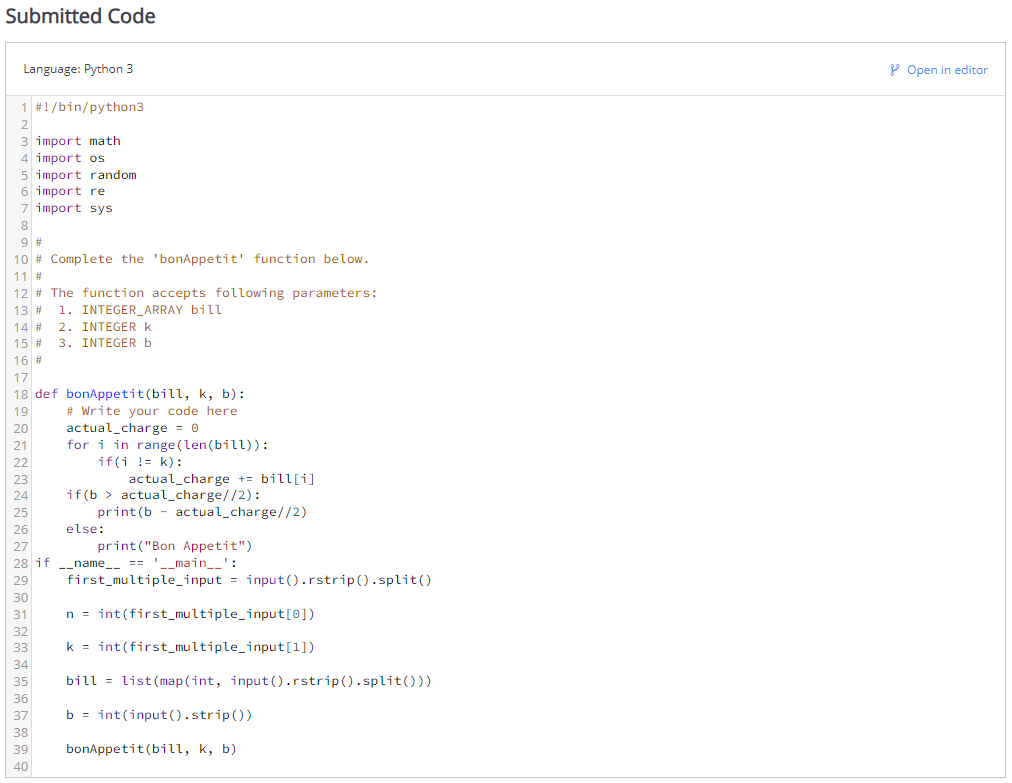 Submitted Code
Language: Python 3
Open in editor
1 #!/bin/python3
2
3 import math
4 import os
5 import random
6 import re
7 import sys
8
9 #
10 # Complete the 'bonAppetit' function below.
11 #
12 # The function accepts following parameters:
13 #  1. INTEGER_ARRAY bill
14 #  2. INTEGER k
15 #  3. INTEGER b
16 #
17
18 def bonAppetit(bill, k, b):
19     # Write your code here
20     actual_charge = 0
21     for i in range(len(bill)):
22         if(i != k):
23             actual_charge += bill[i]
24     if(b > actual_charge//2):
25         print(b - actual_charge//2)
26     else:
27         print("Bon Appetit")
28 if __name__ == '__main__':
29     first_multiple_input = input().rstrip().split()
30
31     n = int(first_multiple_input[0])
32
33     k = int(first_multiple_input[1])
34
35     bill = list(map(int, input().rstrip().split()))
36
37     b = int(input().strip())
38
39     bonAppetit(bill, k, b)
40